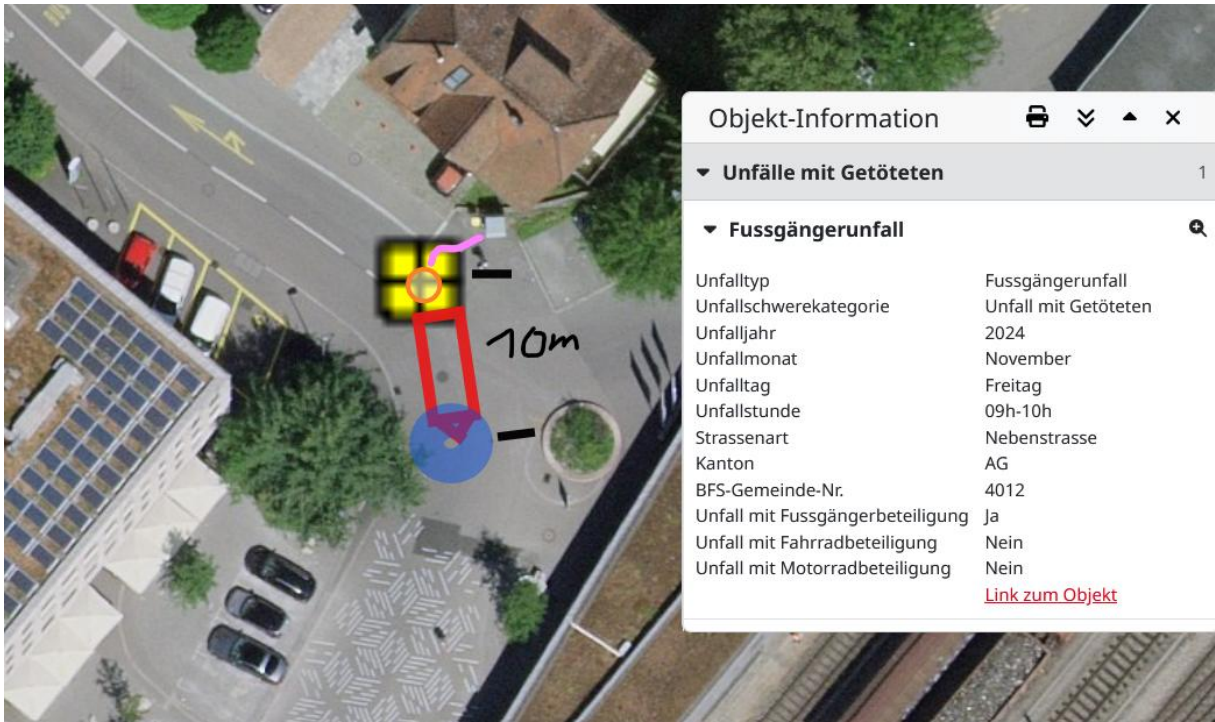 Objekt-Information
Unfälle mit Getöteten 1
Fussgängerunfall
Unfalltyp Fussgängerunfall
Unfallschwerekategorie Unfall mit Getöteten
Unfalljahr 2024
Unfallmonat November
Unfalltag Freitag
Unfallstunde 09h-10h
Strassenart Nebenstrasse
Kanton AG
BFS-Gemeinde-Nr. 4012
Unfall mit Fussgängerbeteiligung Ja
Unfall mit Fahrradbeteiligung Nein
Unfall mit Motorradbeteiligung Nein
Link zum Objekt
10m